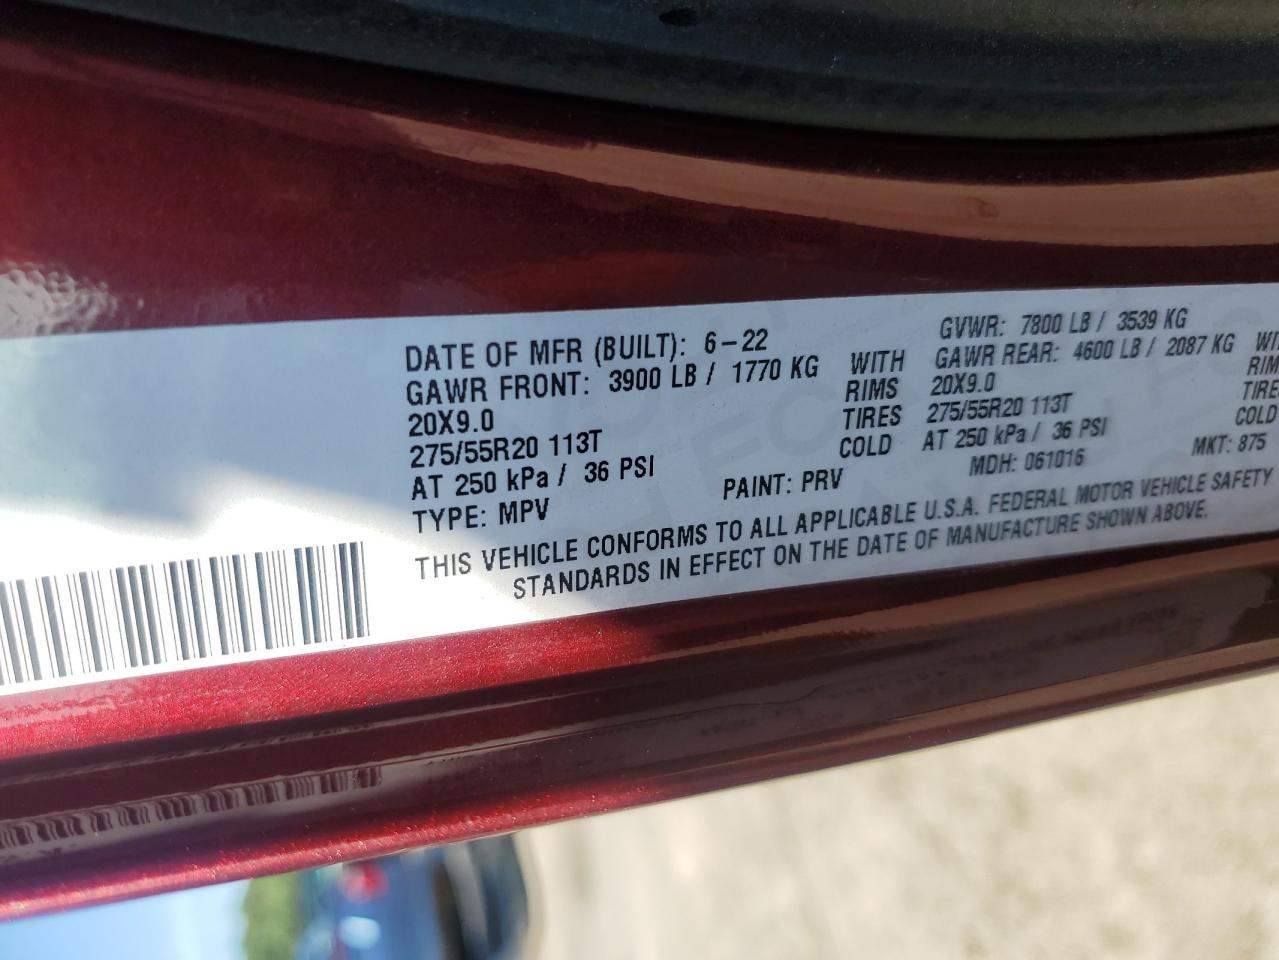 DATE OF MFR (BUILT): 6-22 GVWR: 7800 LB / 3539 KG
GAWR FRONT: 3900 LB / 1770 KG WITH GAWR REAR: 4600 LB / 2087 KG
20X9.0 RIMS 20X9.0 RIM
275/55R20 113T TIRES 275/55R20 113T TIRE
AT 250 kPa / 36 PSI COLD AT 250 kPa / 36 PSI COLD
TYPE: MPV PAINT: PRV MDH: 061016 MKT: 875
THIS VEHICLE CONFORMS TO ALL APPLICABLE U.S.A. FEDERAL MOTOR VEHICLE SAFETY
STANDARDS IN EFFECT ON THE DATE OF MANUFACTURE SHOWN ABOVE.